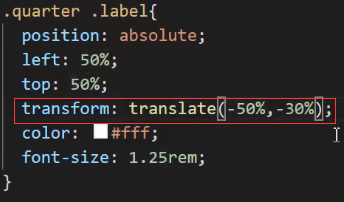 .quarter .label{
position: absolute;
left: 50%;
top: 50%;
transform: translate(-50%,-30%);
color: #fff;
font-size: 1.25rem;
}